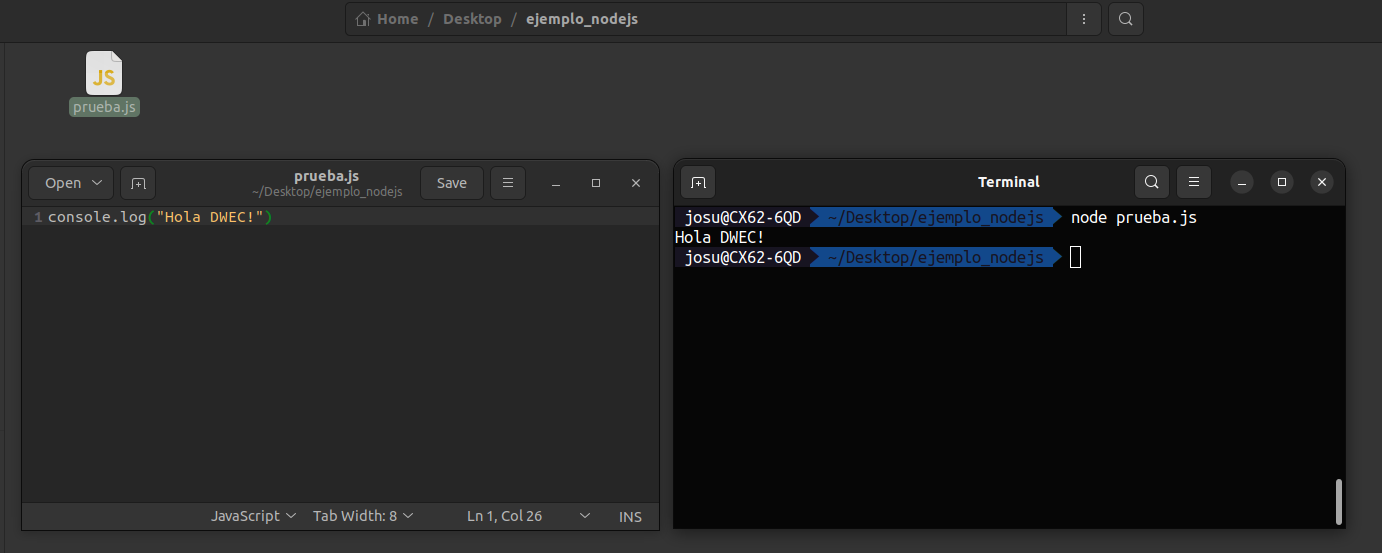 Home / Desktop / ejemplo_nodejs
JS
prueba.js
Open
prueba.js
~/Desktop/ejemplo_nodejs
Save
1 console.log("Hola DWEC!")
JavaScript Tab Width: 8 Ln 1, Col 26 INS
Terminal
josu@CX62-6QD ~/Desktop/ejemplo_nodejs node prueba.js
Hola DWEC!
josu@CX62-6QD ~/Desktop/ejemplo_nodejs